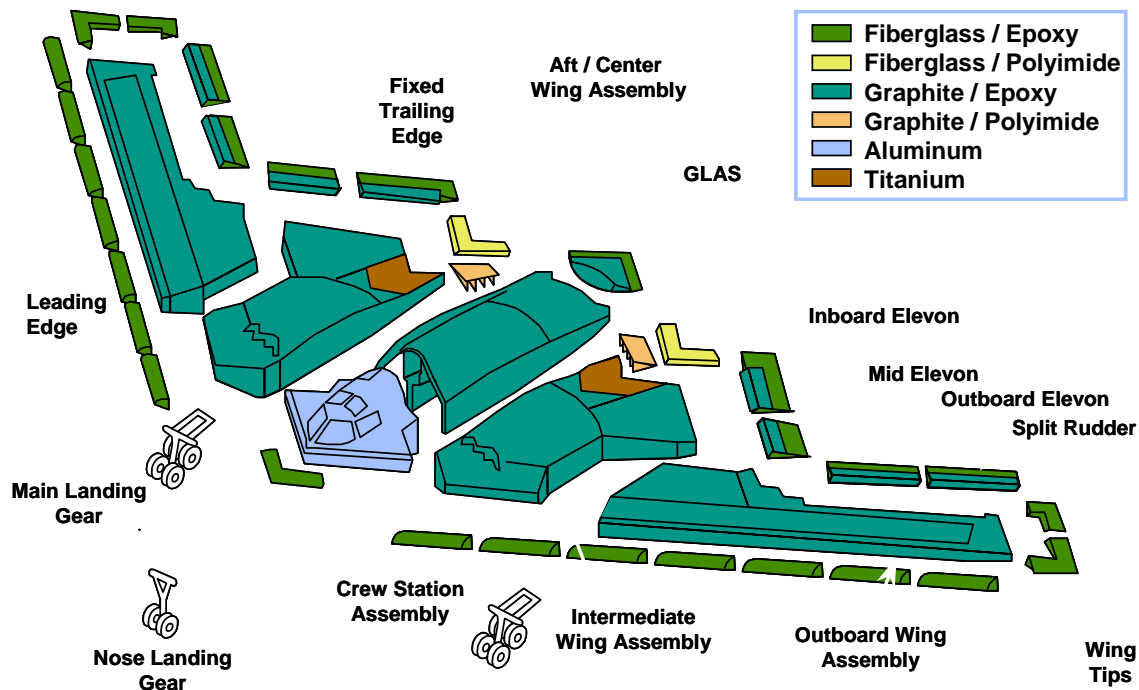 Fiberglass / Epoxy
Fiberglass / Polyimide
Graphite / Epoxy
Graphite / Polyimide
Aluminum
Titanium
Aft / Center
Wing Assembly
Fixed
Trailing
Edge
GLAS
Leading
Edge
Inboard Elevon
Mid Elevon
Outboard Elevon
Split Rudder
Main Landing
Gear
Crew Station
Assembly
Intermediate
Wing Assembly
Outboard Wing
Assembly
Wing
Tips
Nose Landing
Gear